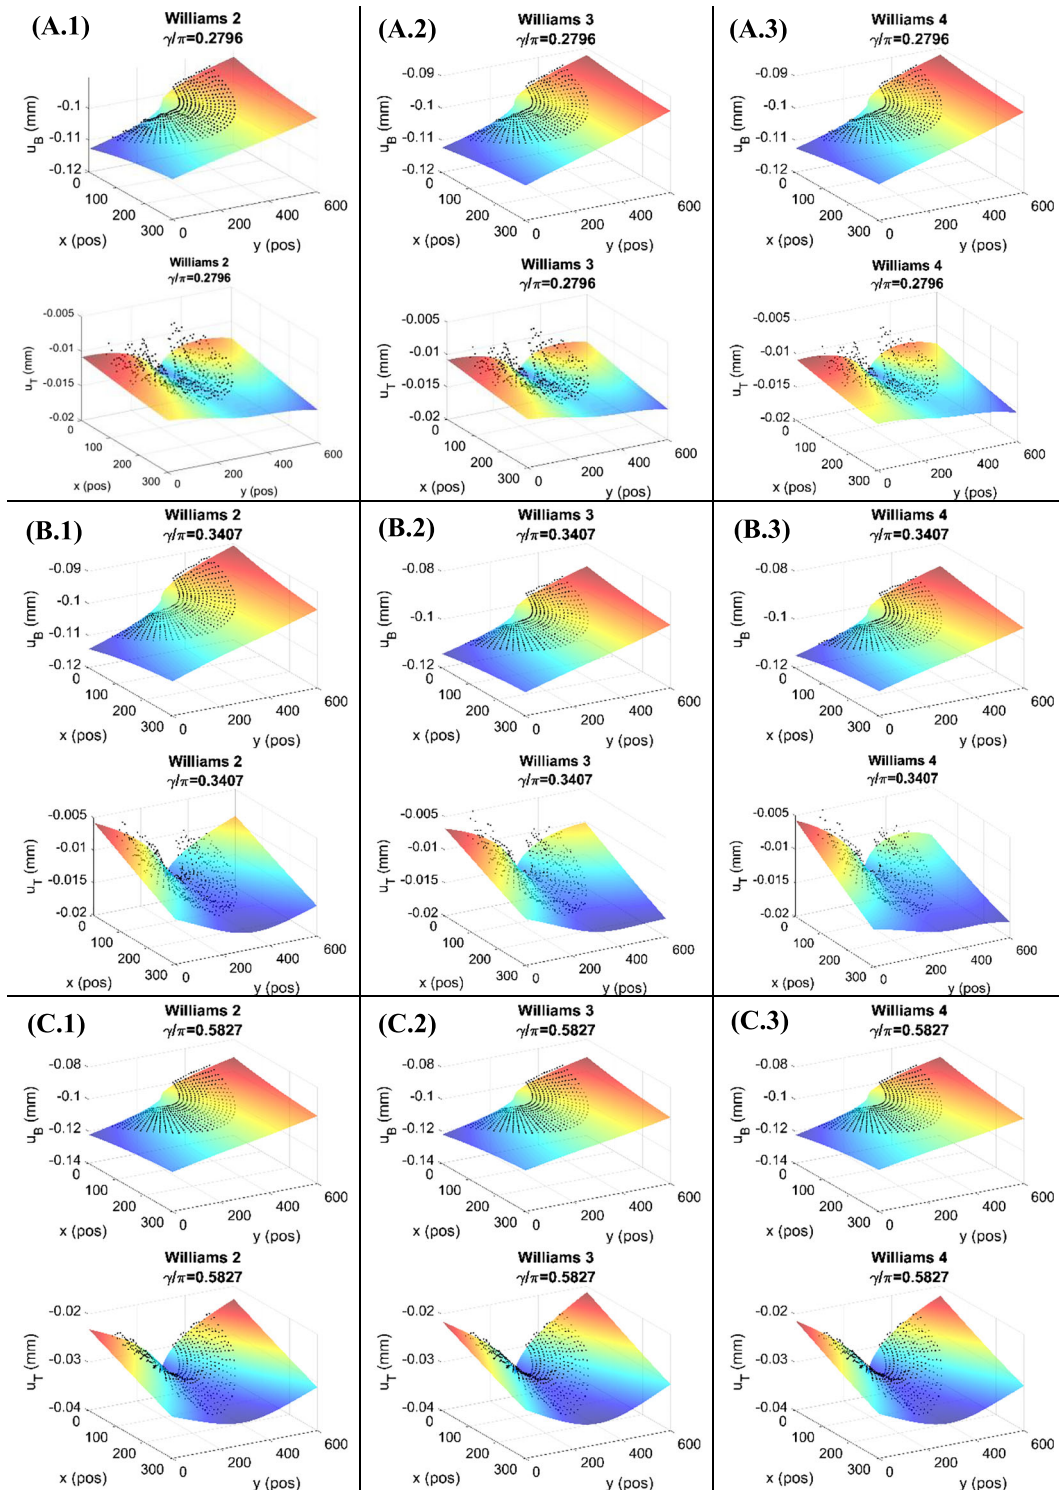 (A.1)
Williams 2
γ/π=0.2796
-0.1
-0.11
-0.12
u_B (mm)
0
100
200
300
x (pos)
0
200
400
600
y (pos)
Williams 2
γ/π=0.2796
-0.005
-0.01
-0.015
-0.02
u_T (mm)
0
100
200
300
x (pos)
0
200
400
600
y (pos)
(A.2)
Williams 3
γ/π=0.2796
-0.09
-0.1
-0.11
-0.12
u_B (mm)
0
100
200
300
x (pos)
0
200
400
600
y (pos)
Williams 3
γ/π=0.2796
-0.005
-0.01
-0.015
-0.02
u_T (mm)
0
100
200
300
x (pos)
0
200
400
600
y (pos)
(A.3)
Williams 4
γ/π=0.2796
-0.09
-0.1
-0.11
-0.12
u_B (mm)
0
100
200
300
x (pos)
0
200
400
600
y (pos)
Williams 4
γ/π=0.2796
-0.005
-0.01
-0.015
-0.02
u_T (mm)
0
100
200
300
x (pos)
0
200
400
600
y (pos)
(B.1)
Williams 2
γ/π=0.3407
-0.09
-0.1
-0.11
-0.12
u_B (mm)
0
100
200
300
x (pos)
0
200
400
600
y (pos)
Williams 2
γ/π=0.3407
-0.005
-0.01
-0.015
-0.02
u_T (mm)
0
100
200
300
x (pos)
0
200
400
600
y (pos)
(B.2)
Williams 3
γ/π=0.3407
-0.08
-0.1
-0.12
u_B (mm)
0
100
200
300
x (pos)
0
200
400
600
y (pos)
Williams 3
γ/π=0.3407
-0.005
-0.01
-0.015
-0.02
u_T (mm)
0
100
200
300
x (pos)
0
200
400
600
y (pos)
(B.3)
Williams 4
γ/π=0.3407
-0.08
-0.1
-0.12
u_B (mm)
0
100
200
300
x (pos)
0
200
400
600
y (pos)
Williams 4
γ/π=0.3407
-0.005
-0.01
-0.015
-0.02
u_T (mm)
0
100
200
300
x (pos)
0
200
400
600
y (pos)
(C.1)
Williams 2
γ/π=0.5827
-0.08
-0.1
-0.12
-0.14
u_B (mm)
0
100
200
300
x (pos)
0
200
400
600
y (pos)
Williams 2
γ/π=0.5827
-0.02
-0.03
-0.04
u_T (mm)
0
100
200
300
x (pos)
0
200
400
600
y (pos)
(C.2)
Williams 3
γ/π=0.5827
-0.08
-0.1
-0.12
-0.14
u_B (mm)
0
100
200
300
x (pos)
0
200
400
600
y (pos)
Williams 3
γ/π=0.5827
-0.02
-0.03
-0.04
u_T (mm)
0
100
200
300
x (pos)
0
200
400
600
y (pos)
(C.3)
Williams 4
γ/π=0.5827
-0.08
-0.1
-0.12
-0.14
u_B (mm)
0
100
200
300
x (pos)
0
200
400
600
y (pos)
Williams 4
γ/π=0.5827
-0.02
-0.03
-0.04
u_T (mm)
0
100
200
300
x (pos)
0
200
400
600
y (pos)